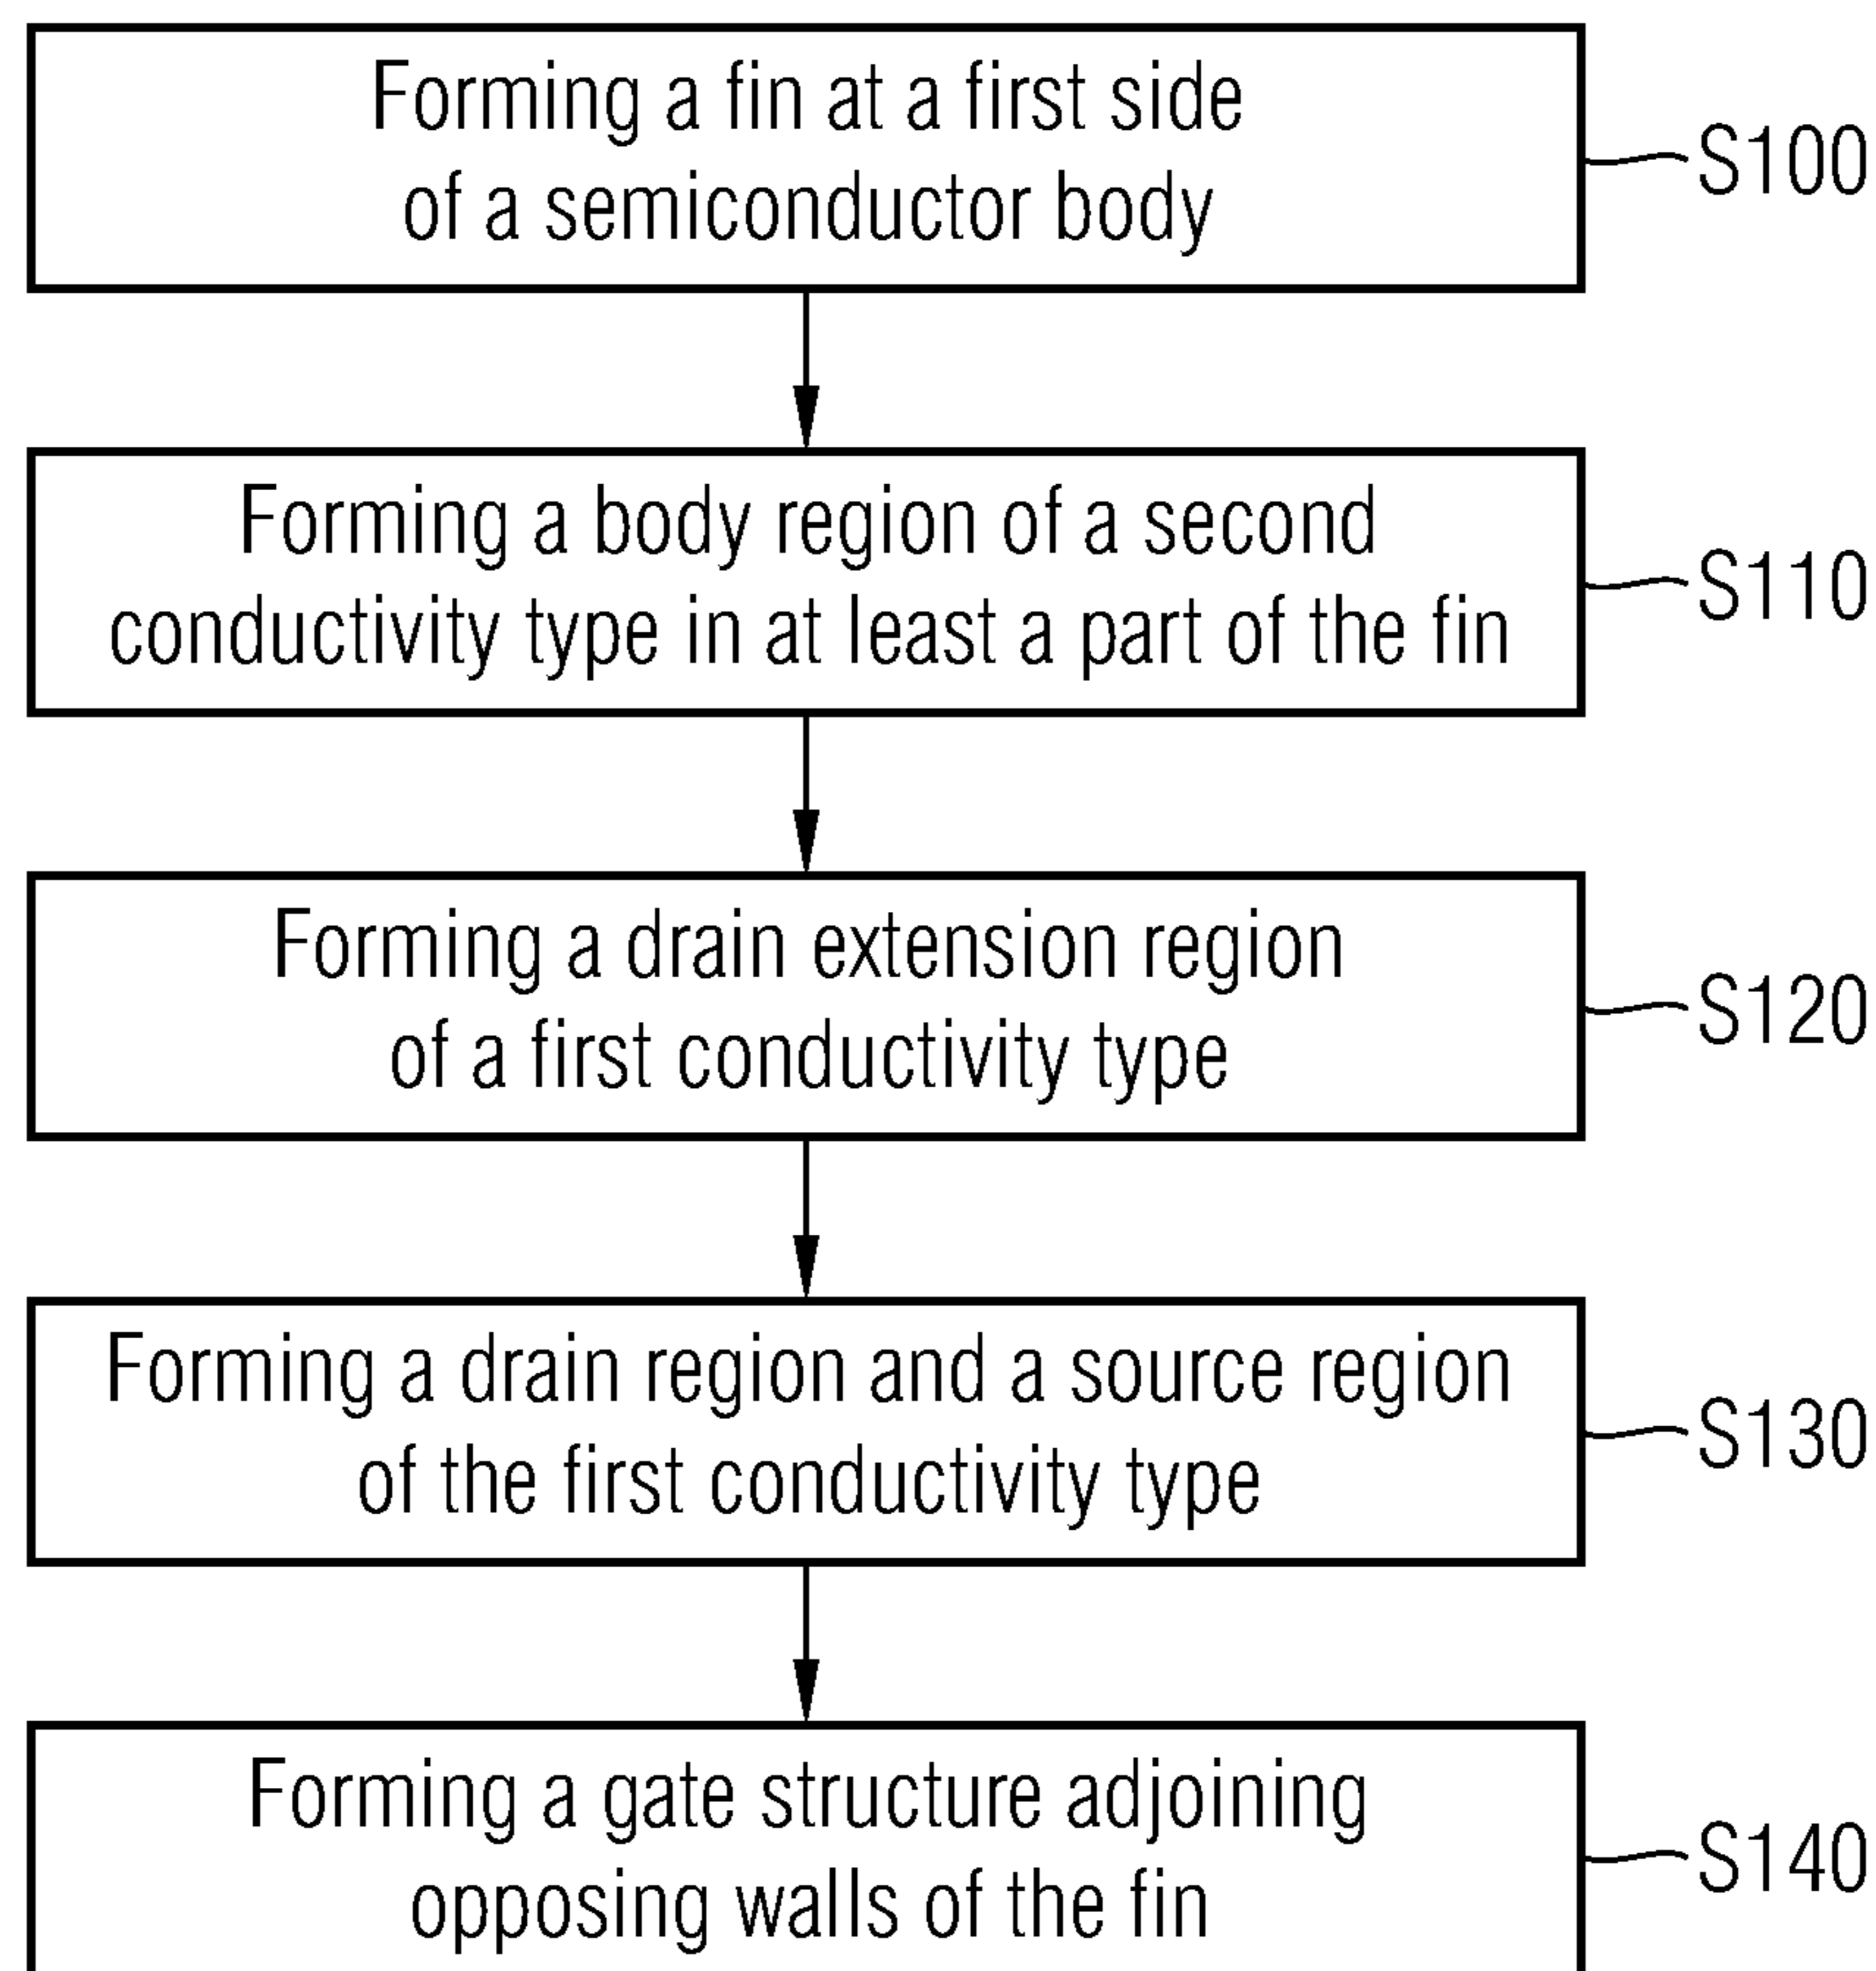 Forming a fin at a first side
of a semiconductor body
S100
Forming a body region of a second
conductivity type in at least a part of the fin
S110
Forming a drain extension region
of a first conductivity type
S120
Forming a drain region and a source region
of the first conductivity type
S130
Forming a gate structure adjoining
opposing walls of the fin
S140